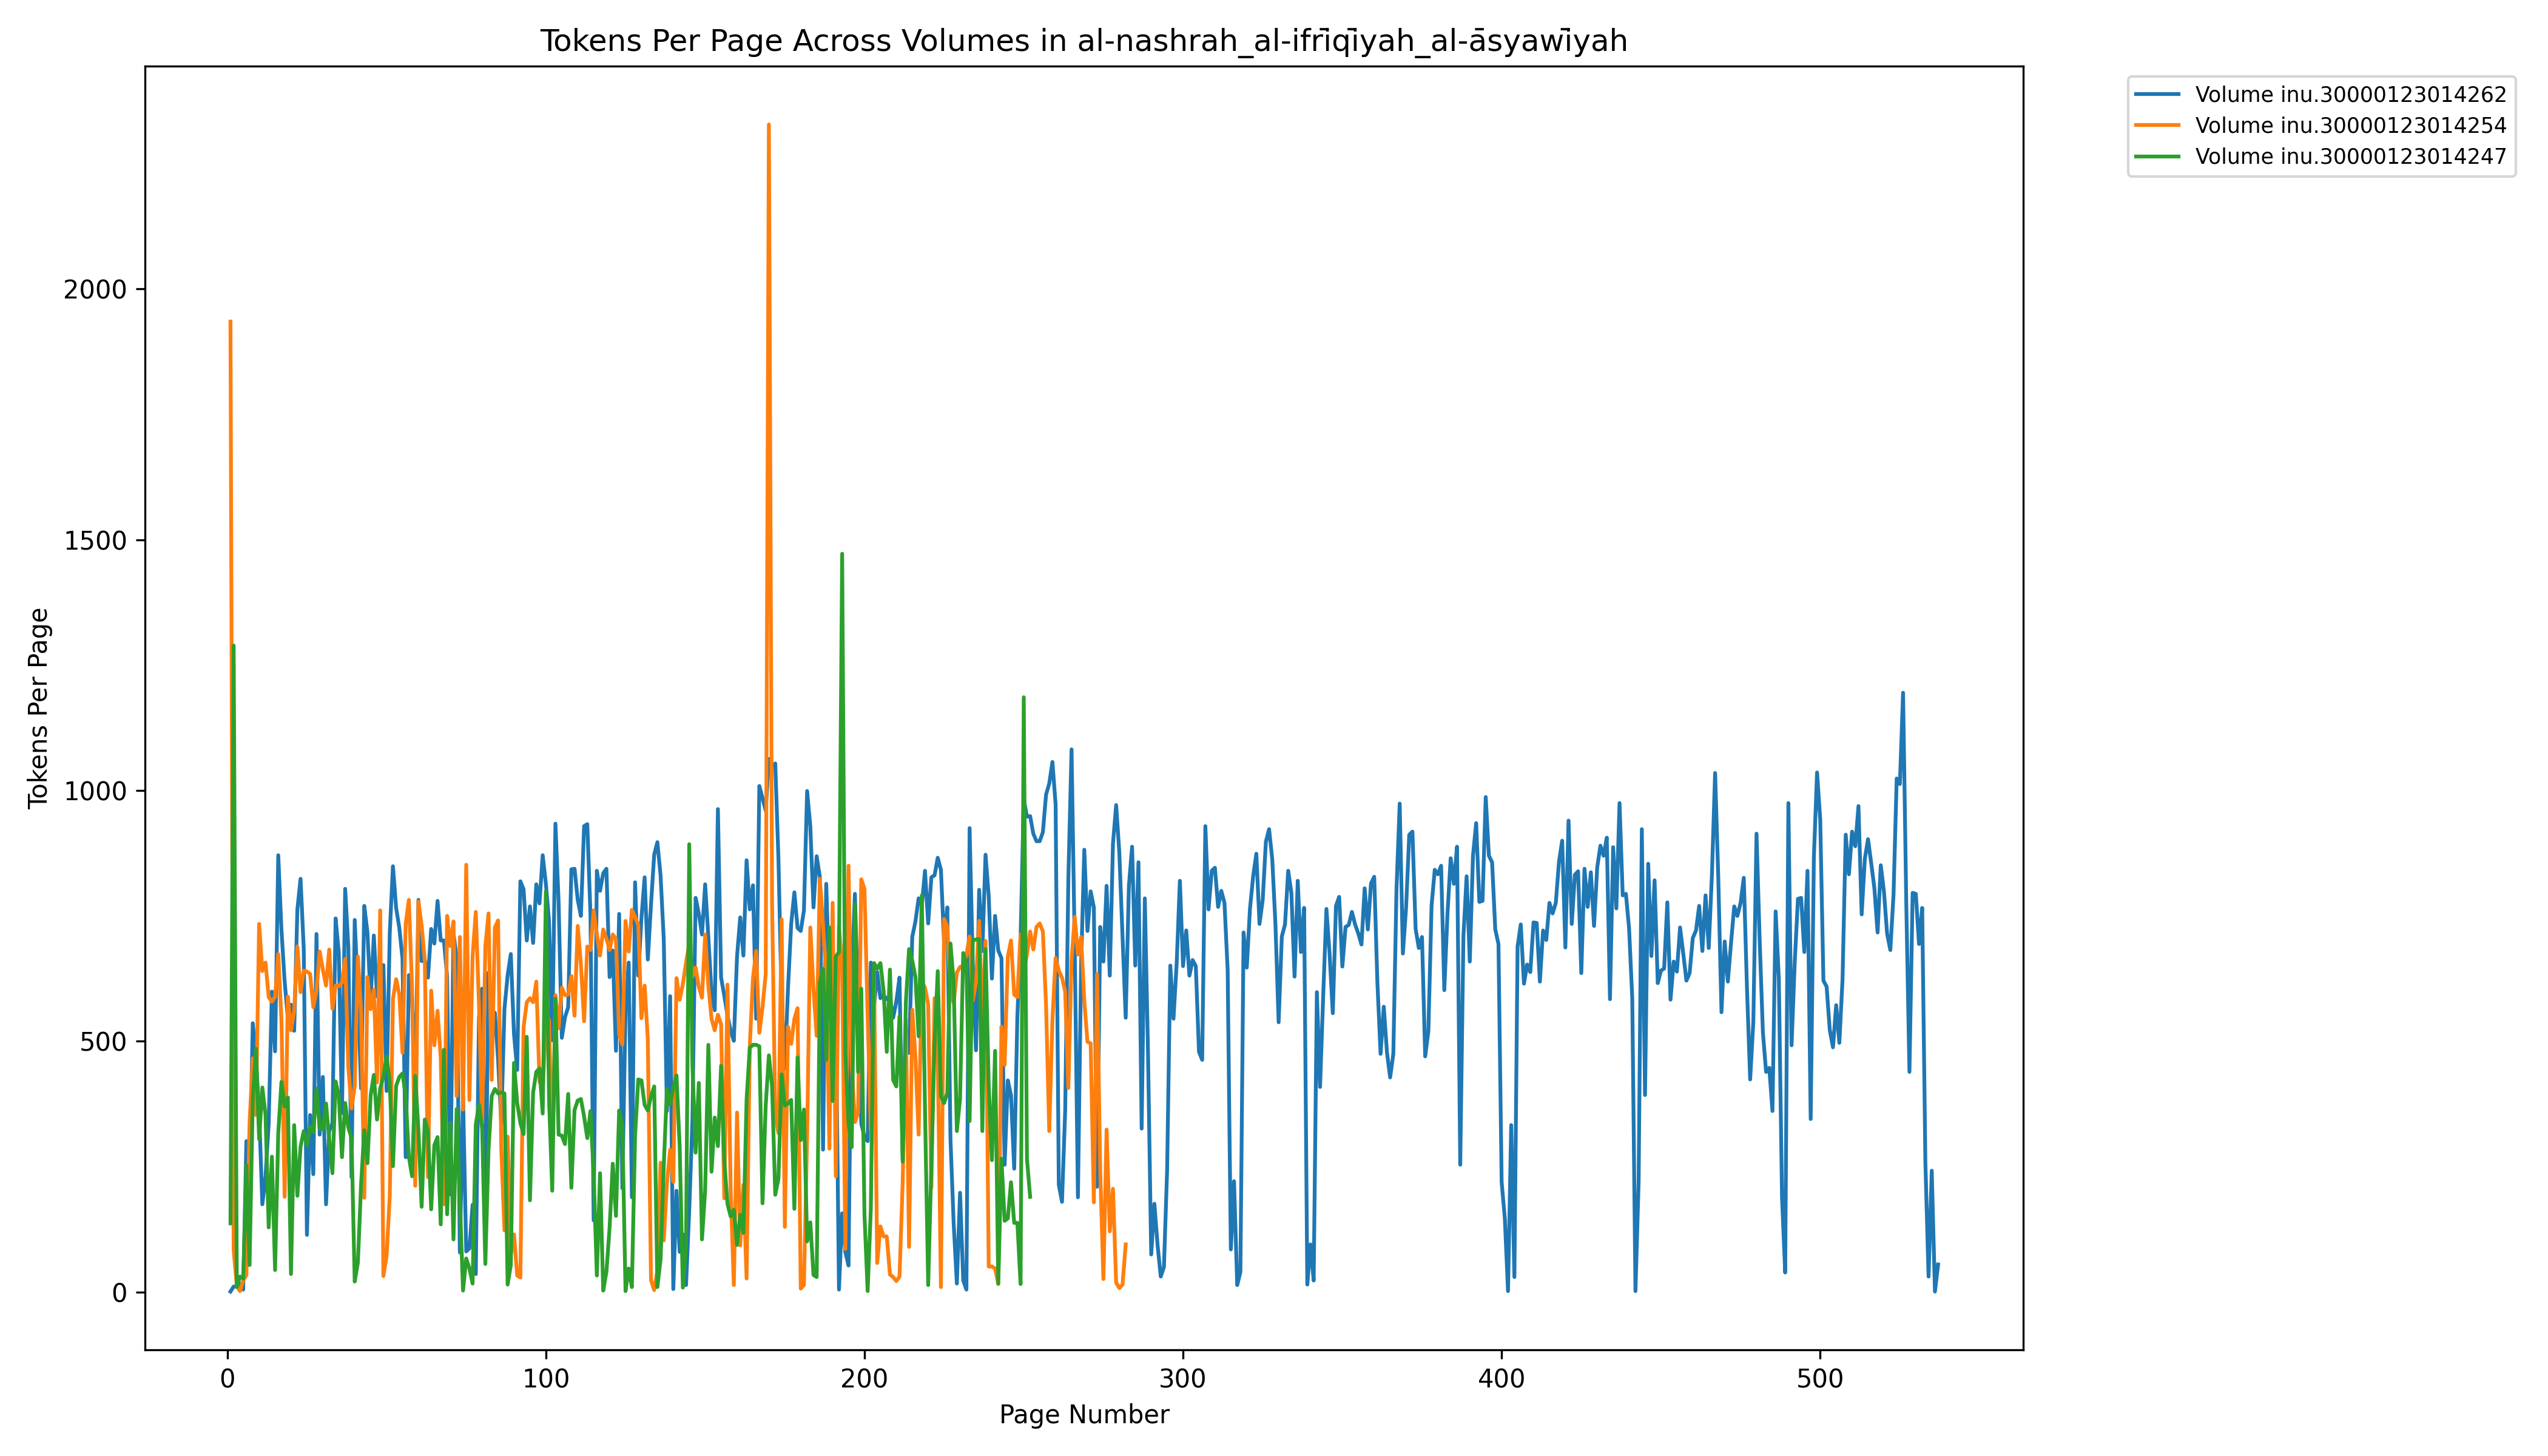 Tokens Per Page Across Volumes in al-nashrah_al-ifrīqīyah_al-āsyawīyah
Volume inu.30000123014262
Volume inu.30000123014254
Volume inu.30000123014247
Tokens Per Page
2000
1500
1000
500
0
0 100 200 300 400 500
Page Number